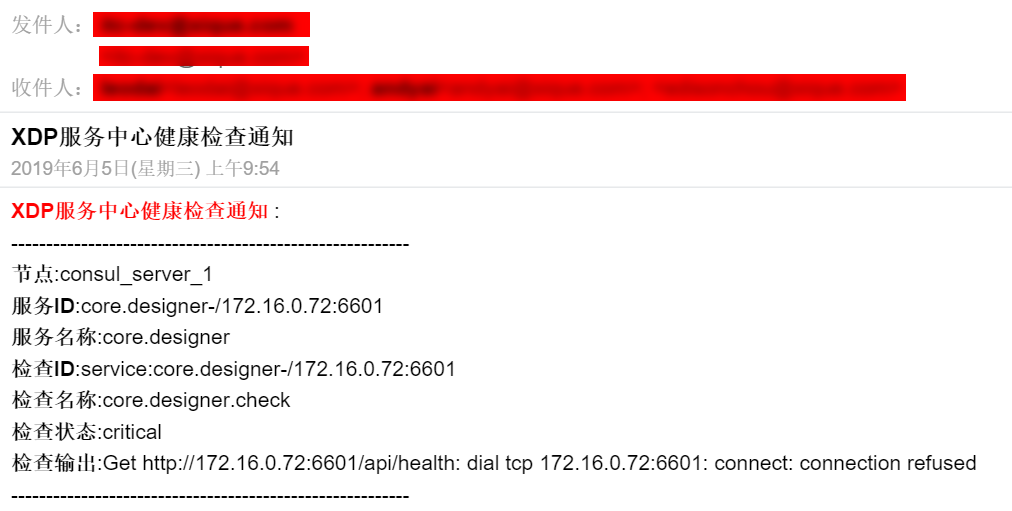 发件人：
收件人：
XDP服务中心健康检查通知
2019年6月5日(星期三) 上午9:54
XDP服务中心健康检查通知 :
---------------------------------------------------------
节点:consul_server_1
服务ID:core.designer-/172.16.0.72:6601
服务名称:core.designer
检查ID:service:core.designer-/172.16.0.72:6601
检查名称:core.designer.check
检查状态:critical
检查输出:Get http://172.16.0.72:6601/api/health: dial tcp 172.16.0.72:6601: connect: connection refused
---------------------------------------------------------